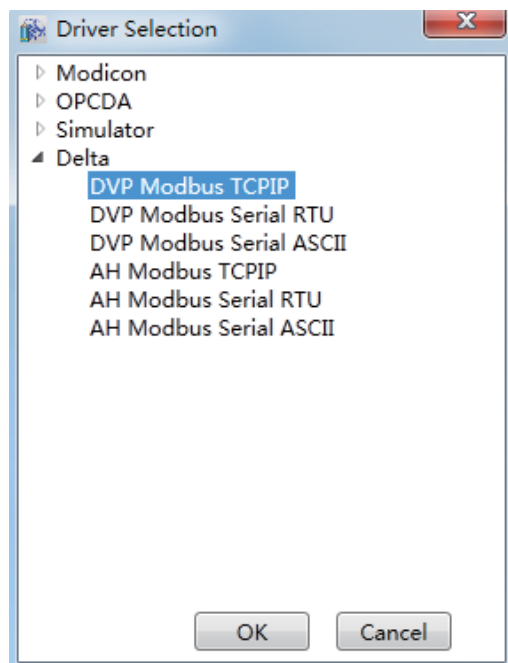 Driver Selection
Modicon
OPCDA
Simulator
Delta
DVP Modbus TCPIP
DVP Modbus Serial RTU
DVP Modbus Serial ASCII
AH Modbus TCPIP
AH Modbus Serial RTU
AH Modbus Serial ASCII
OK Cancel